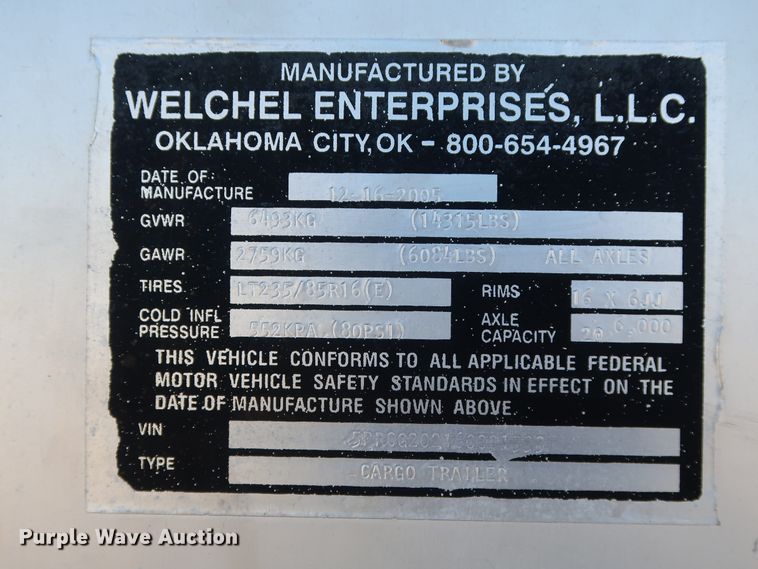 MANUFACTURED BY
WELCHEL ENTERPRISES, L.L.C.
OKLAHOMA CITY, OK - 800-654-4967
DATE OF MANUFACTURE 12-16-2005
GVWR 6493KG (14315LBS)
GAWR 2759KG (6084LBS) ALL AXLES
TIRES LT235/85R16(E) RIMS 16 X
COLD INFL PRESSURE 552KPA (80PSI) AXLE CAPACITY 6,000
THIS VEHICLE CONFORMS TO ALL APPLICABLE FEDERAL
MOTOR VEHICLE SAFETY STANDARDS IN EFFECT ON THE
DATE OF MANUFACTURE SHOWN ABOVE.
VIN
TYPE CARGO TRAILER
Purple Wave Auction